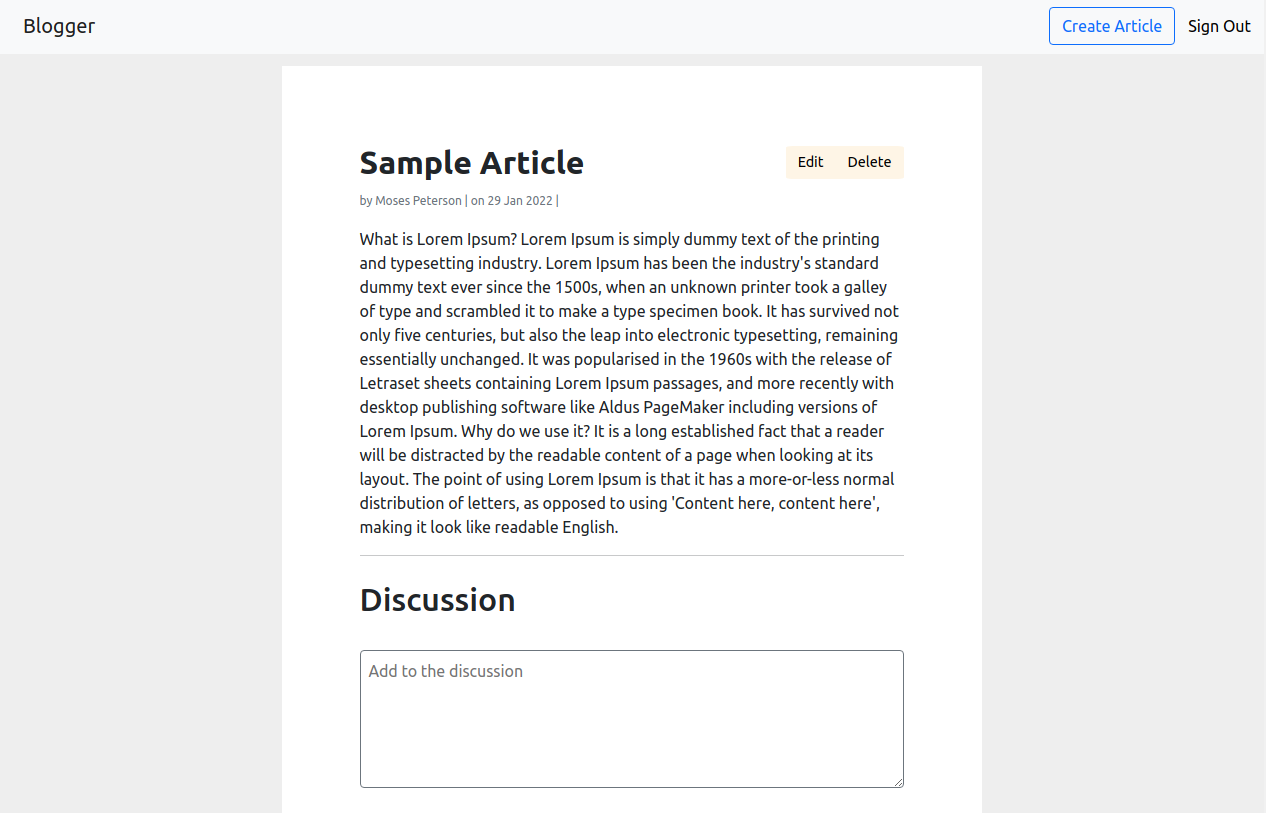 Blogger
Create Article
Sign Out
Sample Article
Edit
Delete
by Moses Peterson | on 29 Jan 2022 |
What is Lorem Ipsum? Lorem Ipsum is simply dummy text of the printing
and typesetting industry. Lorem Ipsum has been the industry's standard
dummy text ever since the 1500s, when an unknown printer took a galley
of type and scrambled it to make a type specimen book. It has survived not
only five centuries, but also the leap into electronic typesetting, remaining
essentially unchanged. It was popularised in the 1960s with the release of
Letraset sheets containing Lorem Ipsum passages, and more recently with
desktop publishing software like Aldus PageMaker including versions of
Lorem Ipsum. Why do we use it? It is a long established fact that a reader
will be distracted by the readable content of a page when looking at its
layout. The point of using Lorem Ipsum is that it has a more-or-less normal
distribution of letters, as opposed to using 'Content here, content here',
making it look like readable English.
Discussion
Add to the discussion